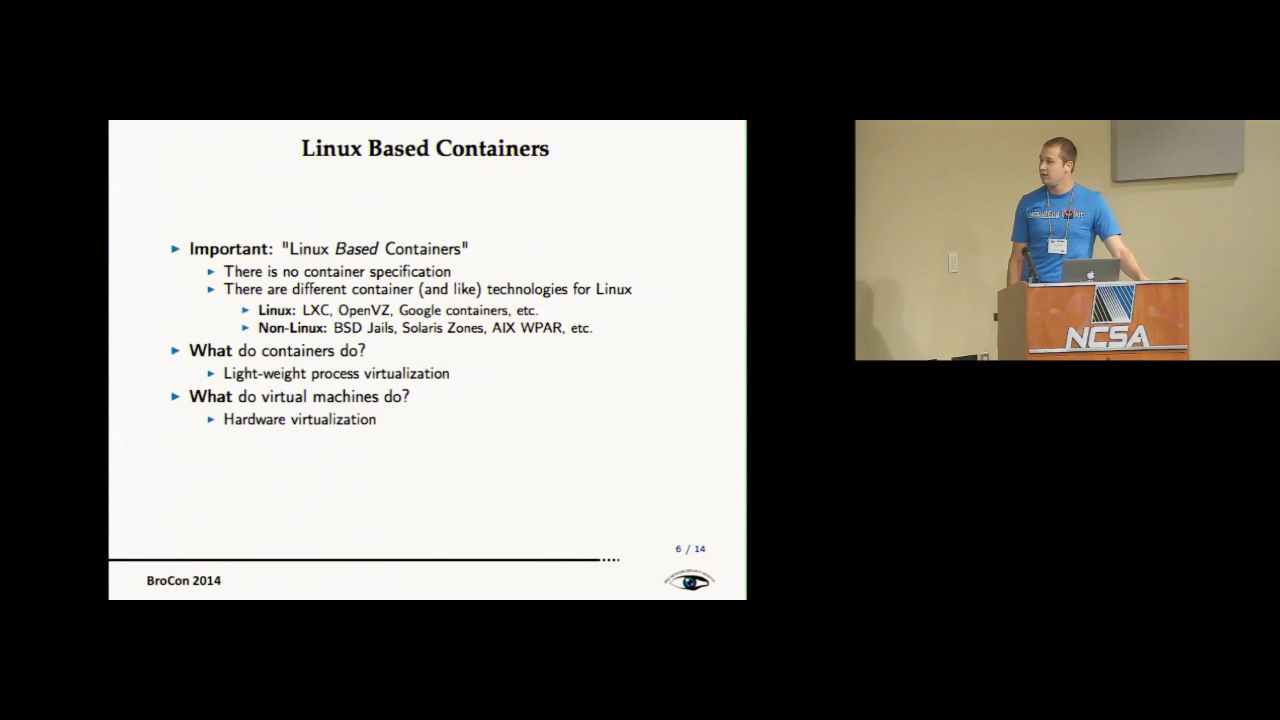 Linux Based Containers
► Important: "Linux Based Containers"
► There is no container specification
► There are different container (and like) technologies for Linux
► Linux: LXC, OpenVZ, Google containers, etc.
► Non-Linux: BSD Jails, Solaris Zones, AIX WPAR, etc.
► What do containers do?
► Light-weight process virtualization
► What do virtual machines do?
► Hardware virtualization
6 / 14
BroCon 2014
NCSA